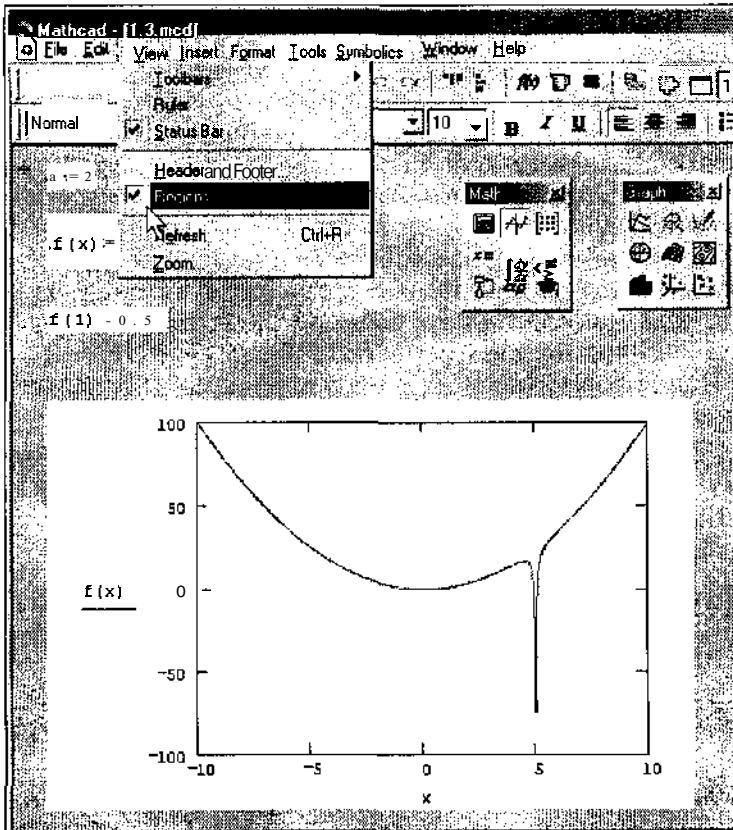 Mathcad - [1.3.mcd]
File Edit View Insert Format Tools Symbolics Window Help
Toolbars
Ruler
Status Bar
Header and Footer...
Regions
Refresh Ctrl+R
Zoom...
Normal
10 B I U
a := 2
f(x) :=
f(1) - 0.5
Math
Graph
100
50
0
-50
-100
f(x)
-10 -5 0 5 10
x